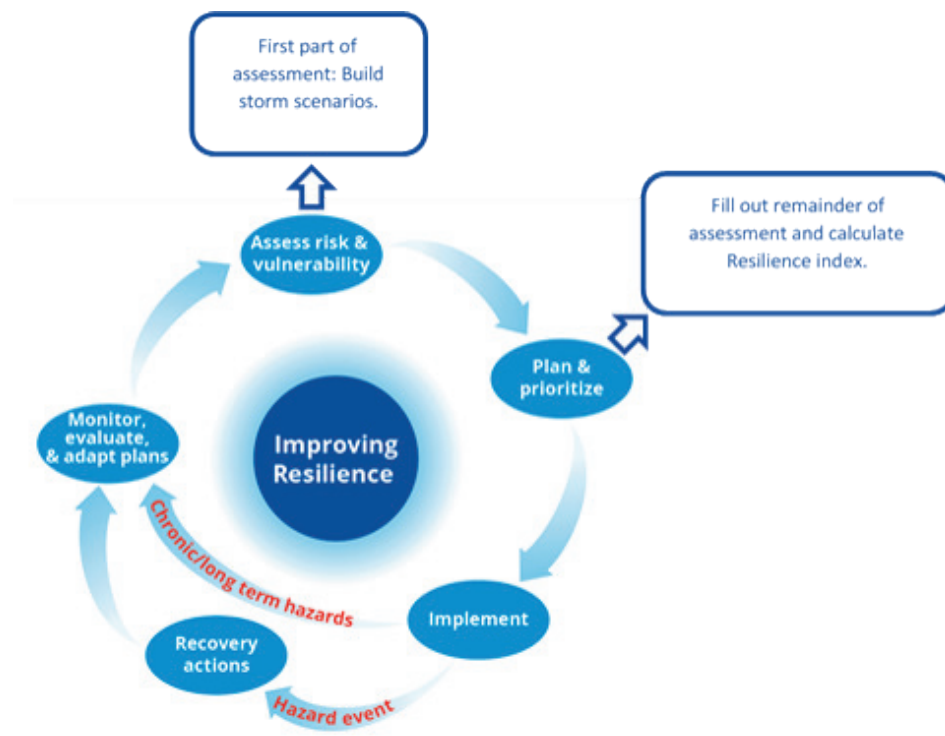 First part of
assessment: Build
storm scenarios.
Fill out remainder of
assessment and calculate
Resilience index.
Assess risk &
vulnerability
Plan &
prioritize
Monitor,
evaluate,
& adapt plans
Improving
Resilience
Chronic/long term hazards
Implement
Recovery
actions
Hazard event